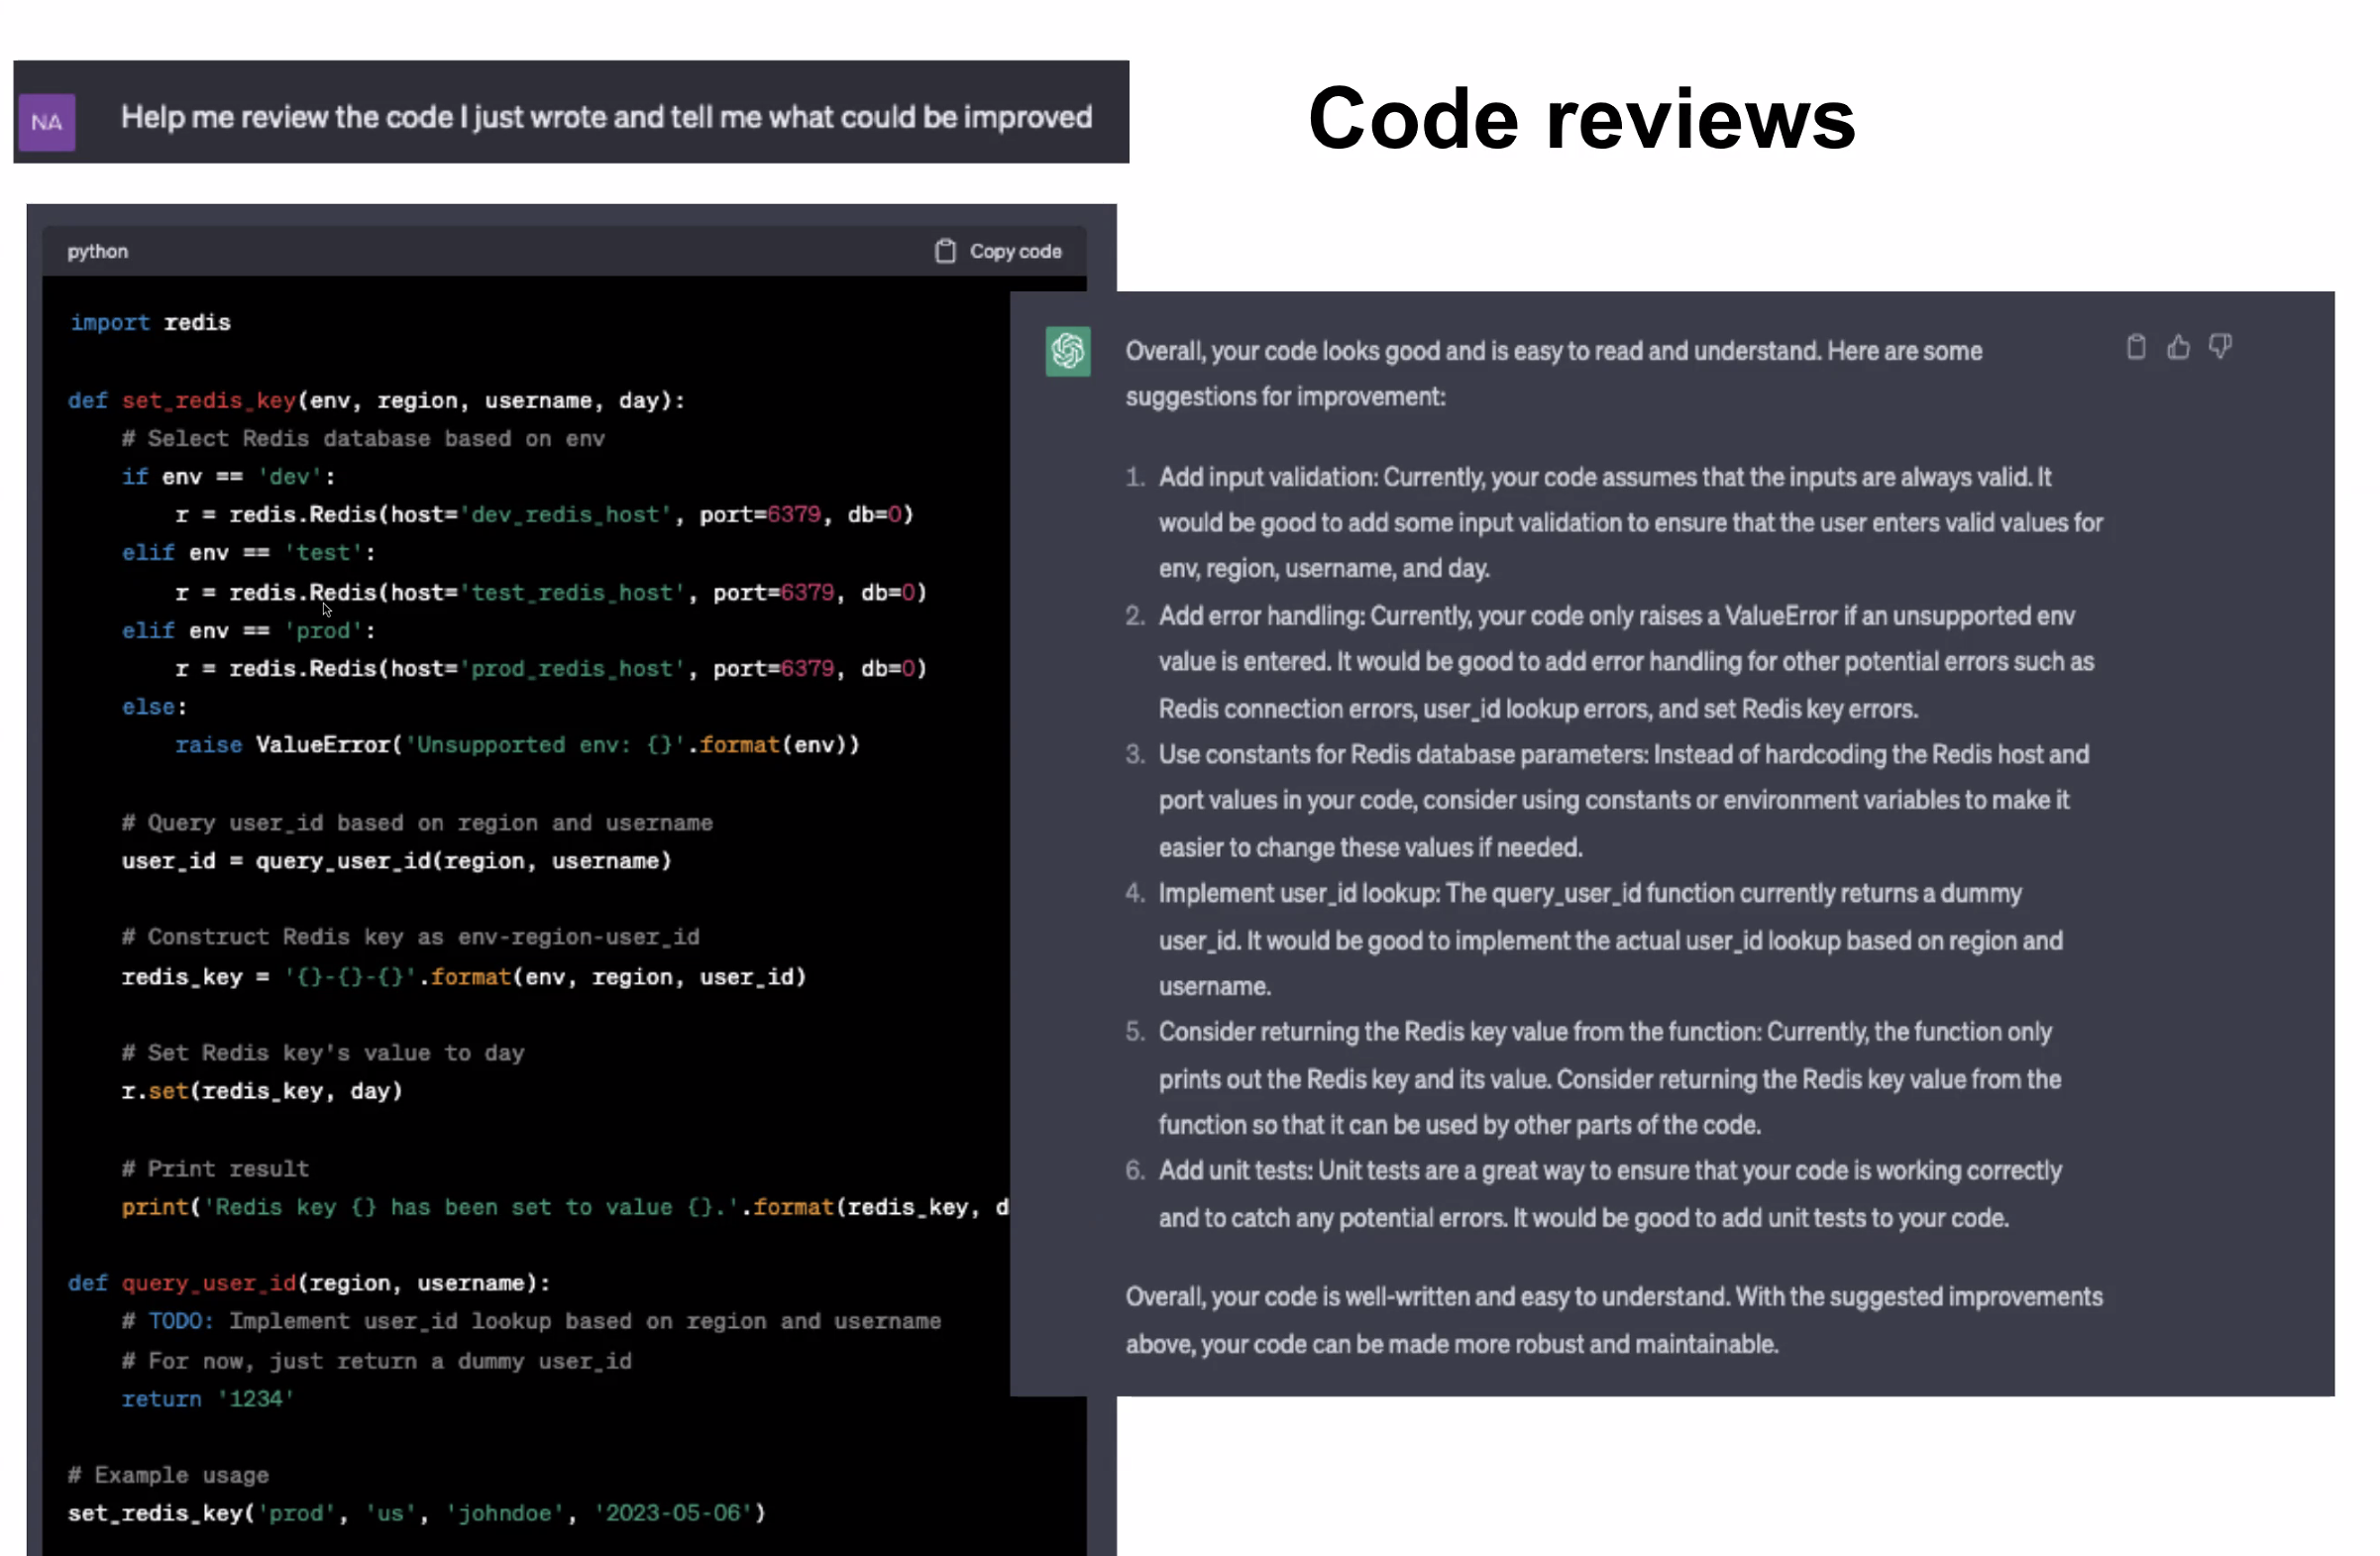 NA
Help me review the code I just wrote and tell me what could be improved
Code reviews
python
Copy code
import redis
def set_redis_key(env, region, username, day):
# Select Redis database based on env
if env == 'dev':
r = redis.Redis(host='dev_redis_host', port=6379, db=0)
elif env == 'test':
r = redis.Redis(host='test_redis_host', port=6379, db=0)
elif env == 'prod':
r = redis.Redis(host='prod_redis_host', port=6379, db=0)
else:
raise ValueError('Unsupported env: {}'.format(env))
# Query user_id based on region and username
user_id = query_user_id(region, username)
# Construct Redis key as env-region-user_id
redis_key = '{}-{}-{}'.format(env, region, user_id)
# Set Redis key's value to day
r.set(redis_key, day)
# Print result
print('Redis key {} has been set to value {}.'.format(redis_key, d
def query_user_id(region, username):
# TODO: Implement user_id lookup based on region and username
# For now, just return a dummy user_id
return '1234'
# Example usage
set_redis_key('prod', 'us', 'johndoe', '2023-05-06')
Overall, your code looks good and is easy to read and understand. Here are some
suggestions for improvement:
1. Add input validation: Currently, your code assumes that the inputs are always valid. It
would be good to add some input validation to ensure that the user enters valid values for
env, region, username, and day.
2. Add error handling: Currently, your code only raises a ValueError if an unsupported env
value is entered. It would be good to add error handling for other potential errors such as
Redis connection errors, user_id lookup errors, and set Redis key errors.
3. Use constants for Redis database parameters: Instead of hardcoding the Redis host and
port values in your code, consider using constants or environment variables to make it
easier to change these values if needed.
4. Implement user_id lookup: The query_user_id function currently returns a dummy
user_id. It would be good to implement the actual user_id lookup based on region and
username.
5. Consider returning the Redis key value from the function: Currently, the function only
prints out the Redis key and its value. Consider returning the Redis key value from the
function so that it can be used by other parts of the code.
6. Add unit tests: Unit tests are a great way to ensure that your code is working correctly
and to catch any potential errors. It would be good to add unit tests to your code.
Overall, your code is well-written and easy to understand. With the suggested improvements
above, your code can be made more robust and maintainable.